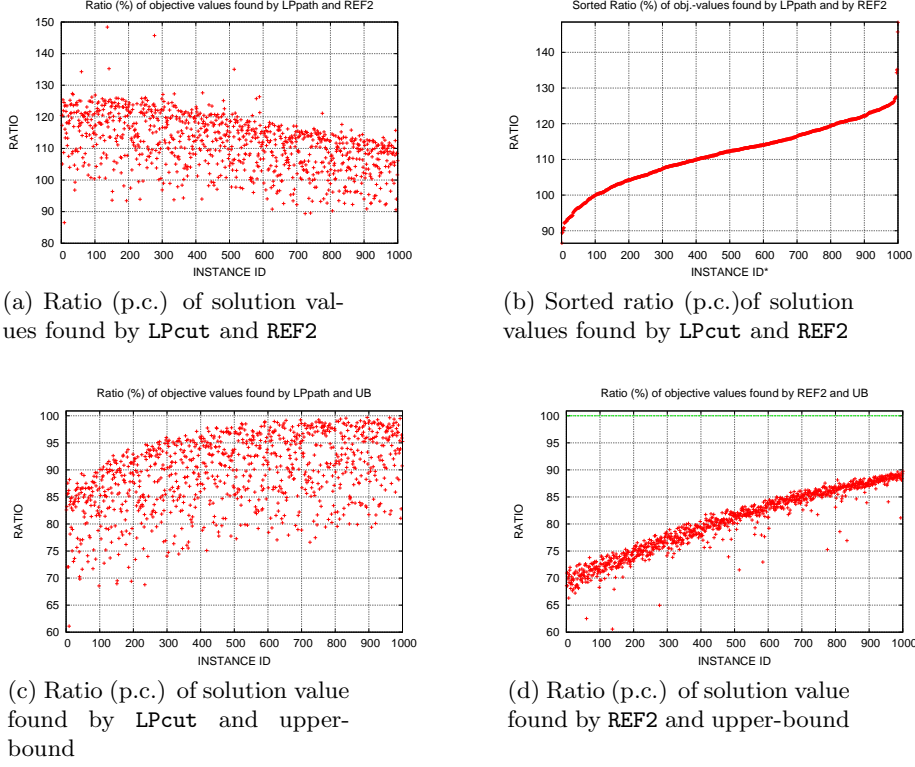 Ratio (%) of objective values found by LPpath and REF2
150
140
130
120
110
100
90
80
RATIO
0 100 200 300 400 500 600 700 800 900 1000
INSTANCE ID
(a) Ratio (p.c.) of solution val-
ues found by LPcut and REF2
Sorted Ratio (%) of obj.-values found by LPpath and by REF2
140
130
120
110
100
90
RATIO
0 100 200 300 400 500 600 700 800 900 1000
INSTANCE ID*
(b) Sorted ratio (p.c.)of solution
values found by LPcut and REF2
Ratio (%) of objective values found by LPpath and UB
100
95
90
85
80
75
70
65
60
RATIO
0 100 200 300 400 500 600 700 800 900 1000
INSTANCE ID
(c) Ratio (p.c.) of solution value
found by LPcut and upper-
bound
Ratio (%) of objective values found by REF2 and UB
100
95
90
85
80
75
70
65
60
RATIO
0 100 200 300 400 500 600 700 800 900 1000
INSTANCE ID
(d) Ratio (p.c.) of solution value
found by REF2 and upper-bound